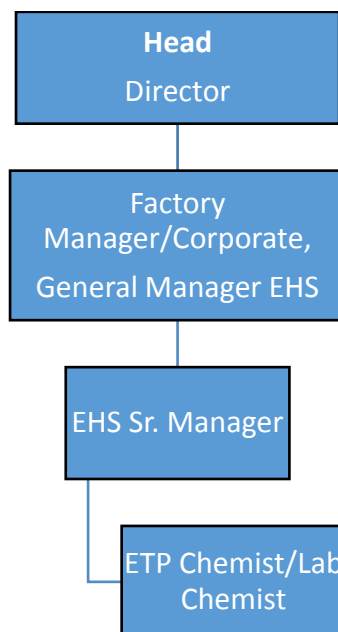 Head
Director
Factory
Manager/Corporate,
General Manager EHS
EHS Sr. Manager
ETP Chemist/Lab
Chemist